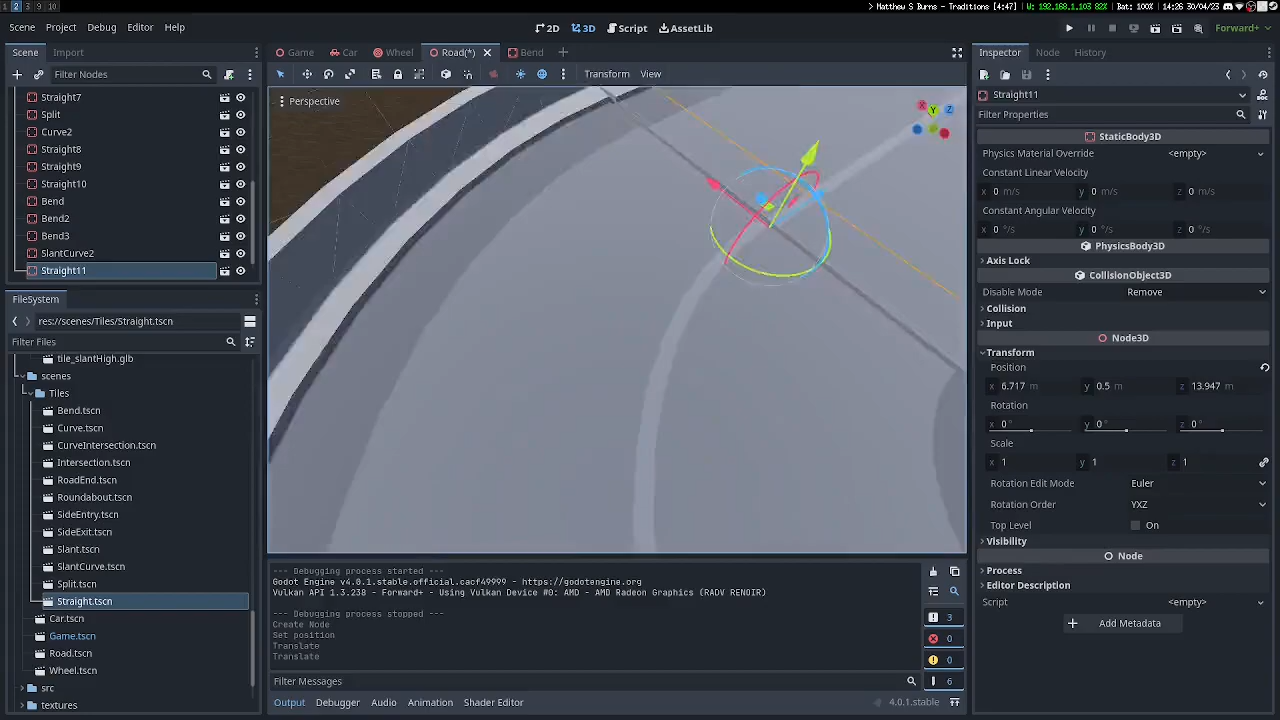 1 2 3 9 10
> Matthew S Burns - Traditions [4:47] W: 192.168.1.103 82% Bat: 100% 14:26 30/04/23
Scene Project Debug Editor Help
2D 3D Script AssetLib
Forward+
Scene Import
Game Car Wheel Road(*) Bend
Inspector Node History
Filter Nodes
Transform View
Straight11
Filter Properties
Perspective
X Y Z
Straight7
Split
Curve2
Straight8
Straight9
Straight10
Bend
Bend2
Bend3
SlantCurve2
Straight11
FileSystem
res://scenes/Tiles/Straight.tscn
Filter Files
tile_slantHigh.glb
scenes
Tiles
Bend.tscn
Curve.tscn
CurveIntersection.tscn
Intersection.tscn
RoadEnd.tscn
Roundabout.tscn
SideEntry.tscn
SideExit.tscn
Slant.tscn
SlantCurve.tscn
Split.tscn
Straight.tscn
Car.tscn
Game.tscn
Road.tscn
Wheel.tscn
src
textures
--- Debugging process started ---
Godot Engine v4.0.1.stable.official.cacf49999 - https://godotengine.org
Vulkan API 1.3.238 - Forward+ - Using Vulkan Device #0: AMD - AMD Radeon Graphics (RADV RENOIR)
--- Debugging process stopped ---
Create Node
Set position
Translate
Translate
3
0
0
6
Filter Messages
Output Debugger Audio Animation Shader Editor
4.0.1.stable
StaticBody3D
Physics Material Override <empty>
Constant Linear Velocity
x 0 m/s y 0 m/s z 0 m/s
Constant Angular Velocity
x 0 °/s y 0 °/s z 0 °/s
PhysicsBody3D
Axis Lock
CollisionObject3D
Disable Mode Remove
Collision
Input
Node3D
Transform
Position
x 6.717 m y 0.5 m z 13.947 m
Rotation
x 0 ° y 0 ° z 0 °
Scale
x 1 y 1 z 1
Rotation Edit Mode Euler
Rotation Order YXZ
Top Level On
Visibility
Node
Process
Editor Description
Script <empty>
Add Metadata